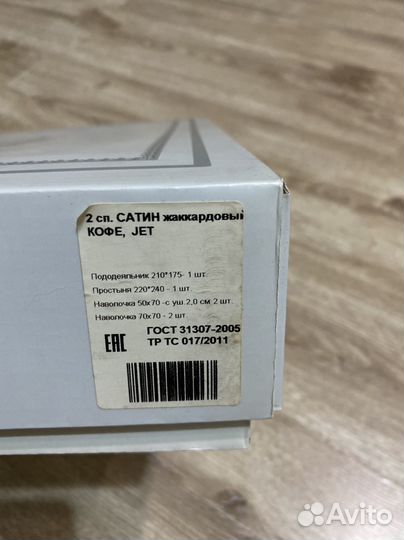 2 сп. САТИН жаккардовый
КОФЕ, JET
Пододеяльник 210*175- 1 шт
Простыня 220*240 - 1 шт.
Наволочка 50х70 -с уш.2,0 см 2 шт
Наволочка 70х70 - 2 шт
ГОСТ 31307-2005
ЕАС ТР ТС 017/2011
Avito